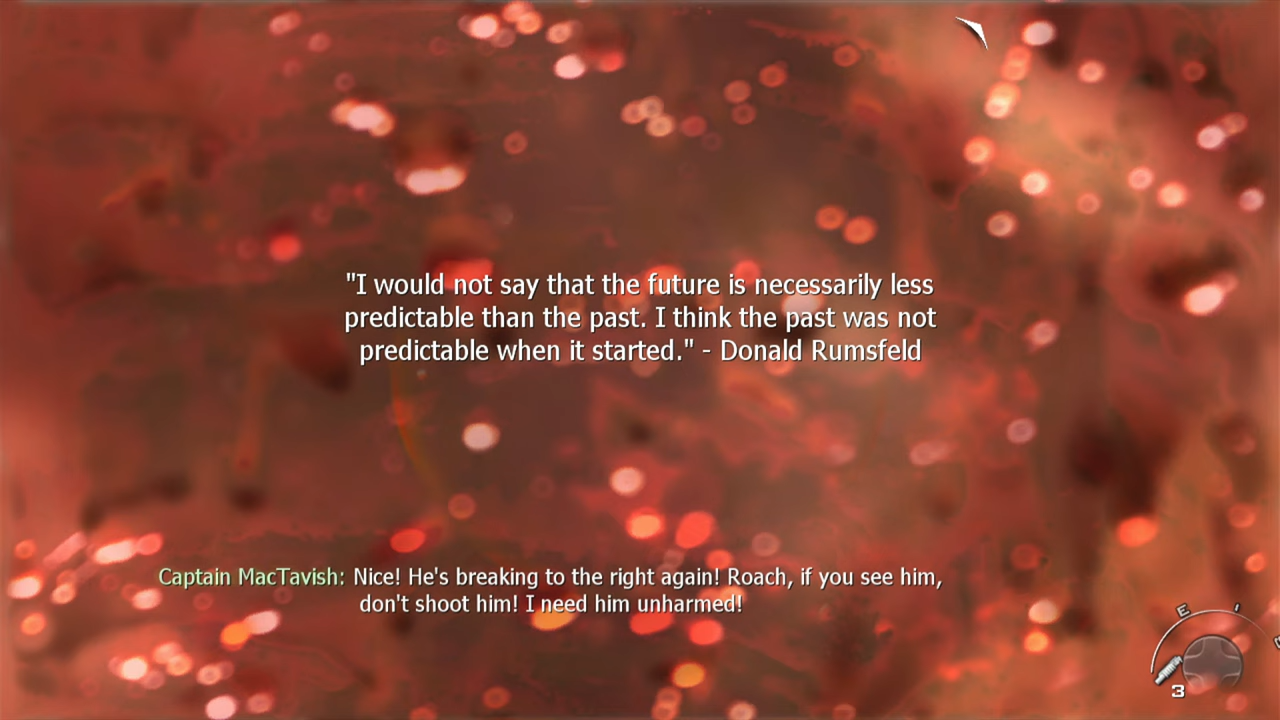 "I would not say that the future is necessarily less
predictable than the past. I think the past was not
predictable when it started." - Donald Rumsfeld
Captain MacTavish: Nice! He's breaking to the right again! Roach, if you see him,
don't shoot him! I need him unharmed!
E
3